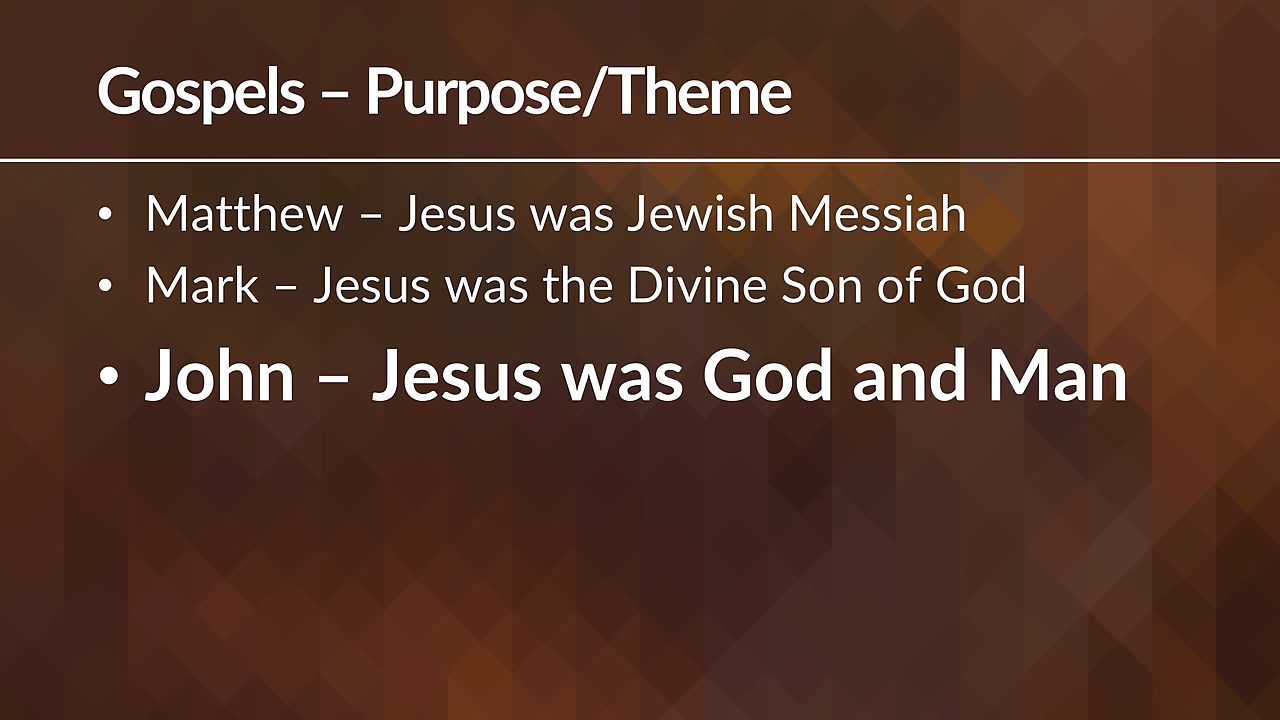 Gospels – Purpose/Theme
• Matthew – Jesus was Jewish Messiah
• Mark – Jesus was the Divine Son of God
• John – Jesus was God and Man